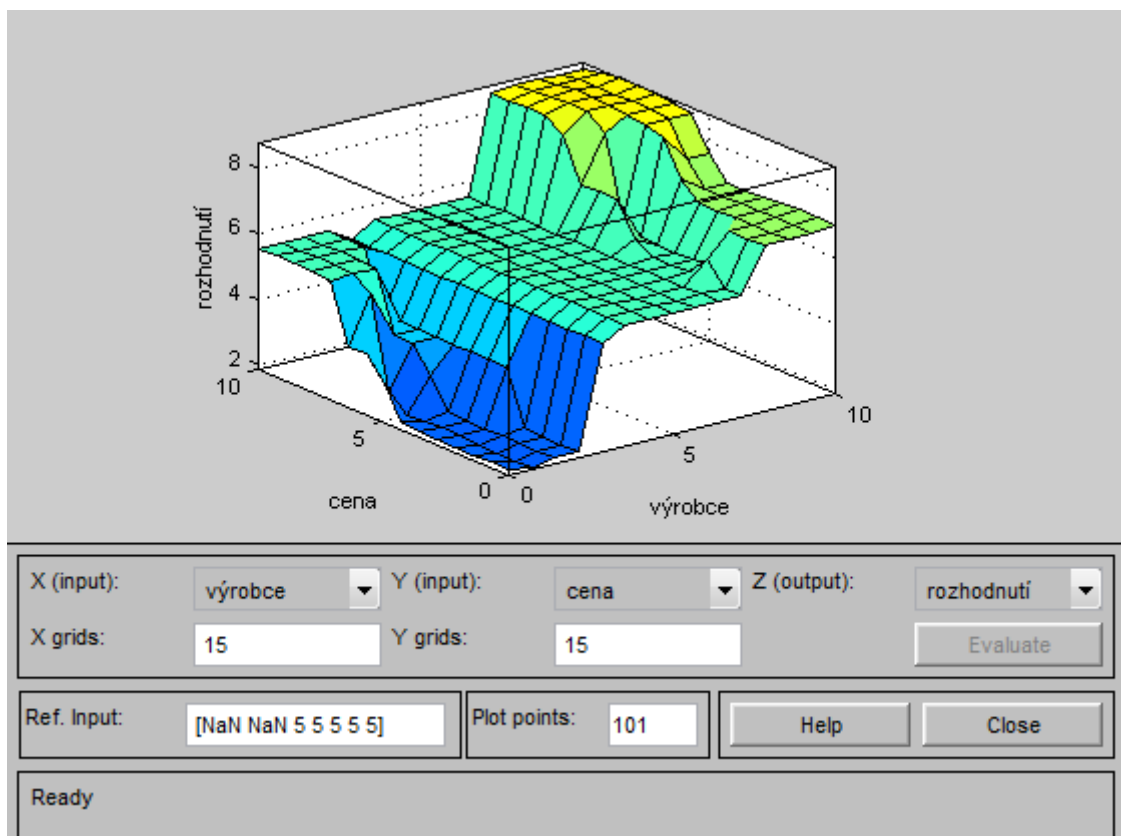 8
6
4
2
rozhodnutí
10
5
0
cena
0
5
10
výrobce
X (input): výrobce Y (input): cena Z (output): rozhodnutí
X grids: 15 Y grids: 15 Evaluate
Ref. Input: [NaN NaN 5 5 5 5 5] Plot points: 101 Help Close
Ready